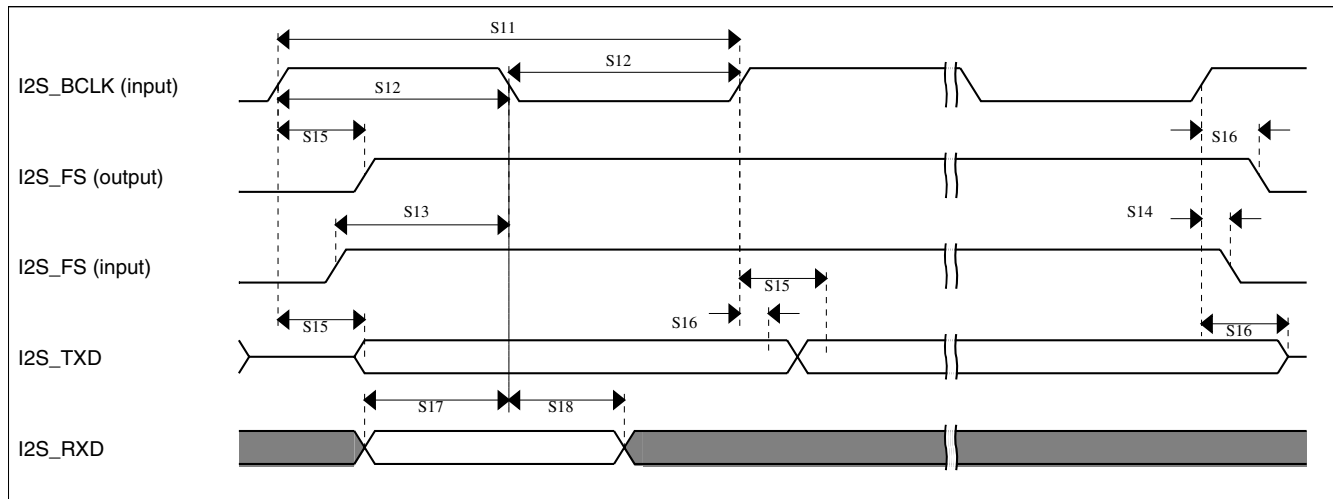 S11
S12
I2S_BCLK (input)
S12
S15
S16
I2S_FS (output)
S13
S14
I2S_FS (input)
S15
S16
S15
S16
I2S_TXD
S17
S18
I2S_RXD